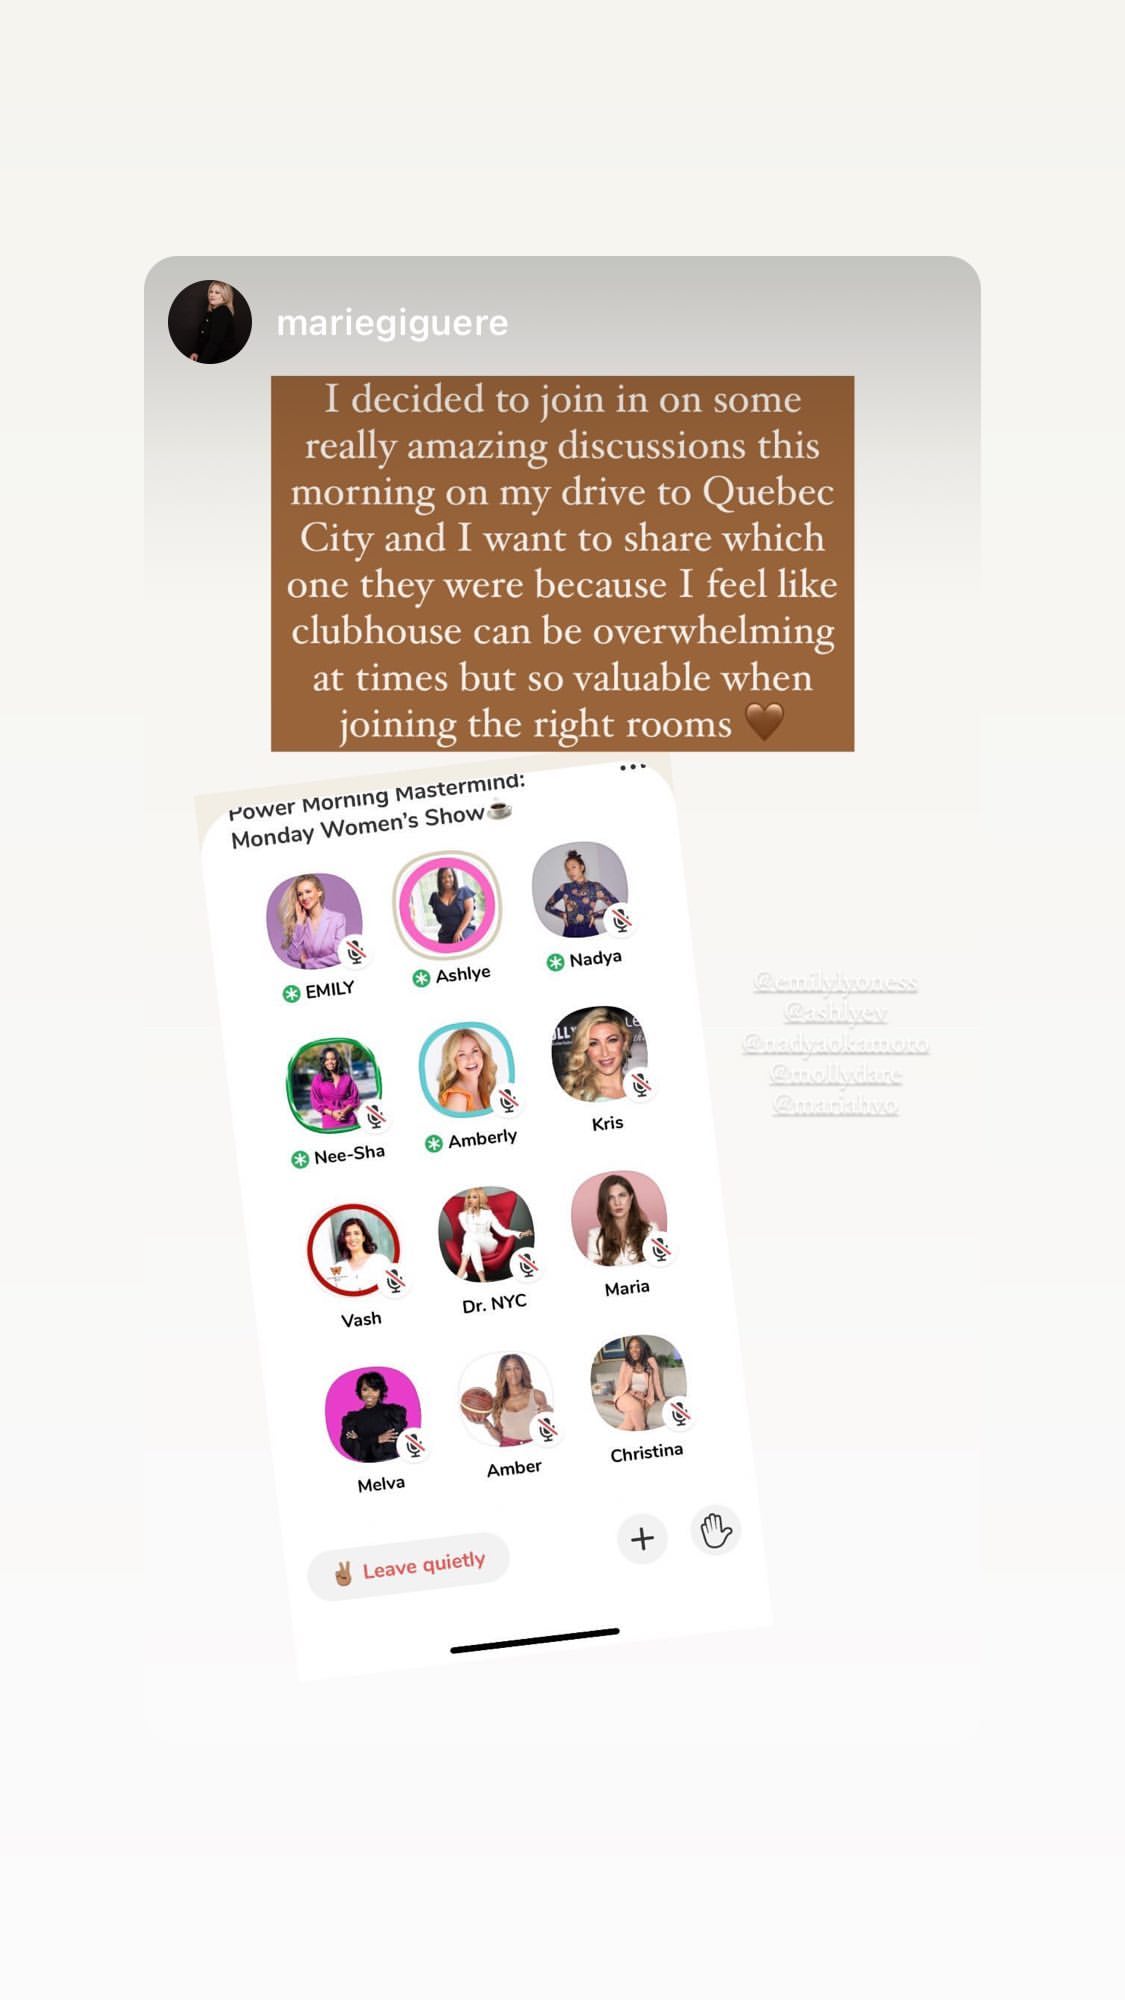 mariegiguere
I decided to join in on some
really amazing discussions this
morning on my drive to Quebec
City and I want to share which
one they were because I feel like
clubhouse can be overwhelming
at times but so valuable when
joining the right rooms 🤎
Power Morning Mastermind:
Monday Women's Show☕
EMILY
Ashlye
Nadya
Nee-Sha
Amberly
Kris
Vash
Dr. NYC
Maria
Melva
Amber
Christina
✌🏽 Leave quietly
@emilylyoness
@ashlyev
@nadyaokamoto
@mollydare
@mariahvo